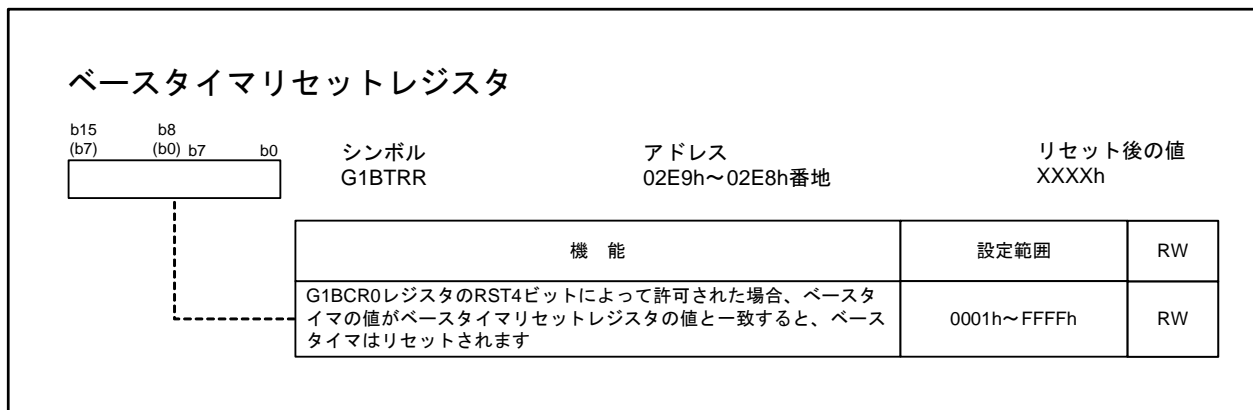 ベースタイマリセットレジスタ
b15 b8
(b7) (b0) b7 b0
シンボル アドレス リセット後の値
G1BTRR 02E9h～02E8h番地 XXXXh
機 能 設定範囲 RW
G1BCR0レジスタのRST4ビットによって許可された場合、ベースタ
イマの値がベースタイマリセットレジスタの値と一致すると、ベース
タイマはリセットされます
0001h～FFFFh RW